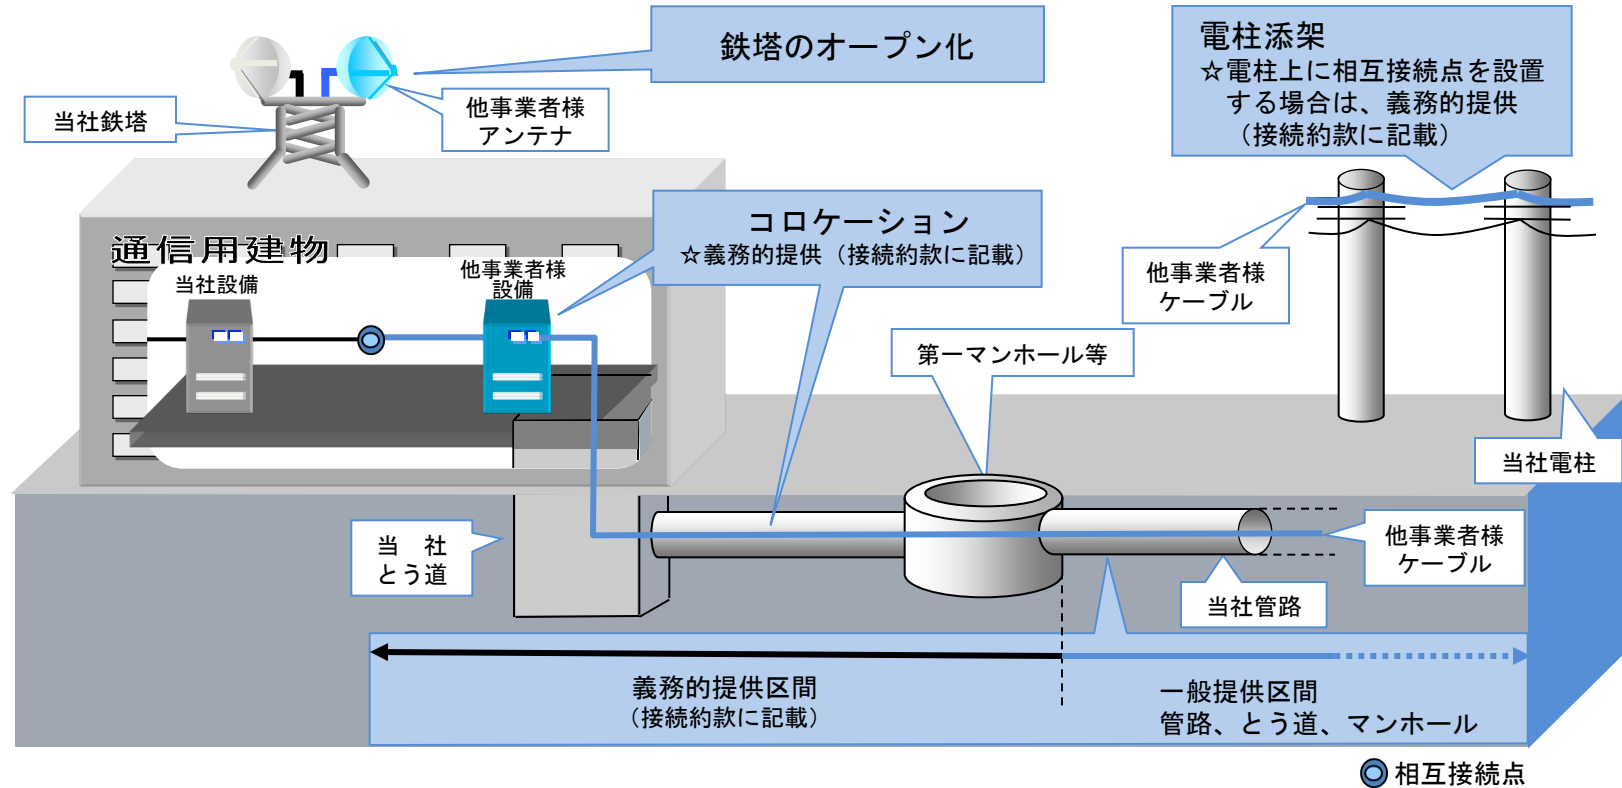 鉄塔のオープン化
電柱添架
☆電柱上に相互接続点を設置
する場合は、義務的提供
（接続約款に記載）
当社鉄塔
他事業者様
アンテナ
コロケーション
☆義務的提供（接続約款に記載）
通信用建物
当社設備
他事業者様
設備
他事業者様
ケーブル
第一マンホール等
当社電柱
当　社
とう道
他事業者様
ケーブル
当社管路
義務的提供区間
（接続約款に記載）
一般提供区間
管路、とう道、マンホール
相互接続点